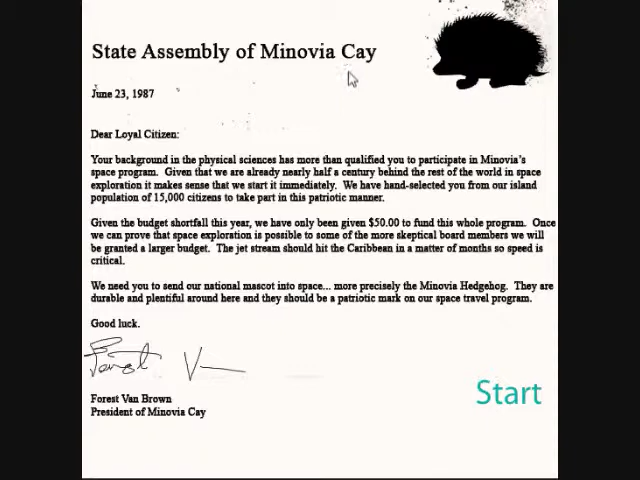 State Assembly of Minovia Cay
June 23, 1987
Dear Loyal Citizen:
Your background in the physical sciences has more than qualified you to participate in Minovia's
space program. Given that we are already nearly half a century behind the rest of the world in space
exploration it makes sense that we start it immediately. We have hand-selected you from our island
population of 15,000 citizens to take part in this patriotic manner.
Given the budget shortfall this year, we have only been given $50.00 to fund this whole program. Once
we can prove that space exploration is possible to some of the more skeptical board members we will
be granted a larger budget. The jet stream should hit the Caribbean in a matter of months so speed is
critical.
We need you to send our national mascot into space... more precisely the Minovia Hedgehog. They are
durable and plentiful around here and they should be a patriotic mark on our space travel program.
Good luck.
Forest V
Forest Van Brown
President of Minovia Cay
Start